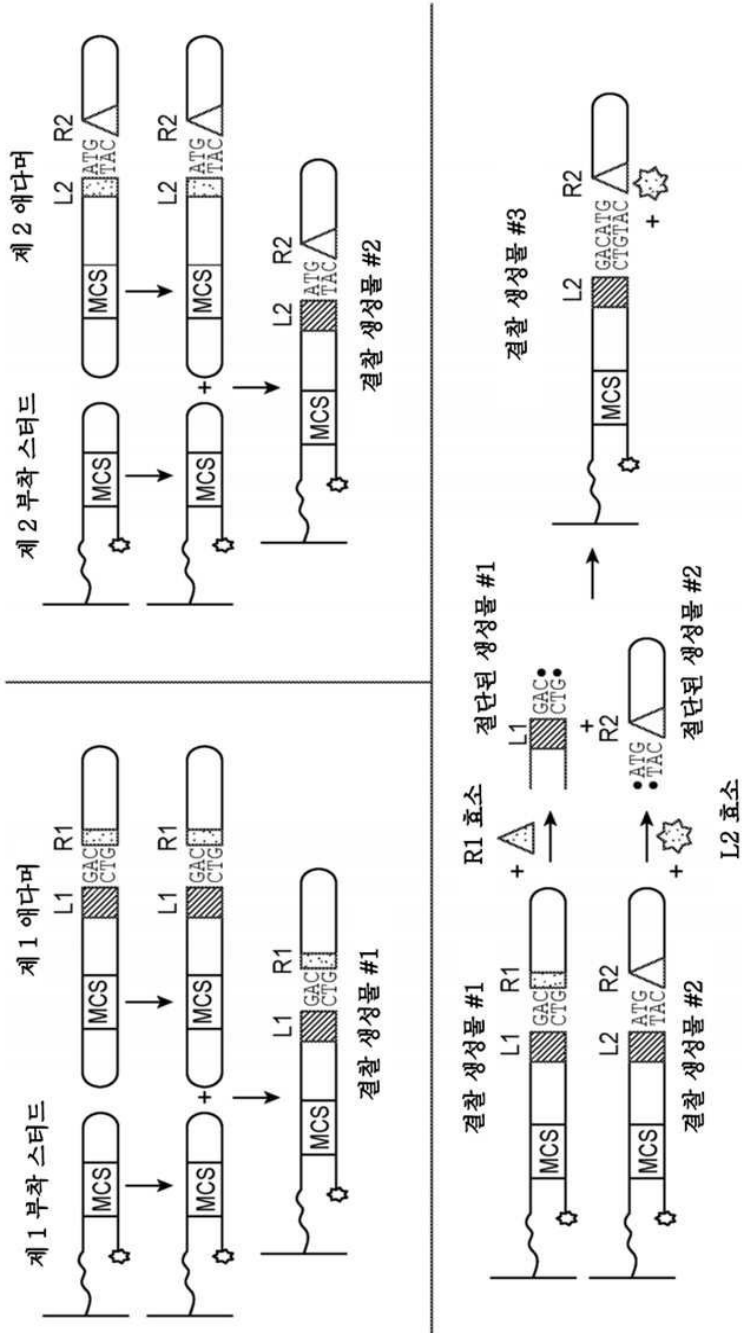 제 1 부착 스터드
제 1 애다머
L1 R1
MCS
MCS
GAC
CTG
L1 R1
MCS
+
MCS
GAC
CTG
L1 R1
MCS
GAC
CTG
결찰 생성물 #1
제 2 부착 스터드
제 2 애다머
L2 R2
MCS
MCS
ATG
TAC
L2 R2
MCS
+
MCS
ATG
TAC
L2 R2
MCS
ATG
TAC
결찰 생성물 #2
결찰 생성물 #1
L1 R1
MCS
GAC
CTG
+
R1 효소
절단된 생성물 #1
L1
GAC
CTG
+
L2 R2
MCS
ATG
TAC
결찰 생성물 #2
+
L2 효소
R2
ATG
TAC
절단된 생성물 #2
결찰 생성물 #3
L2 R2
MCS
GACATG
CTGTAC
+